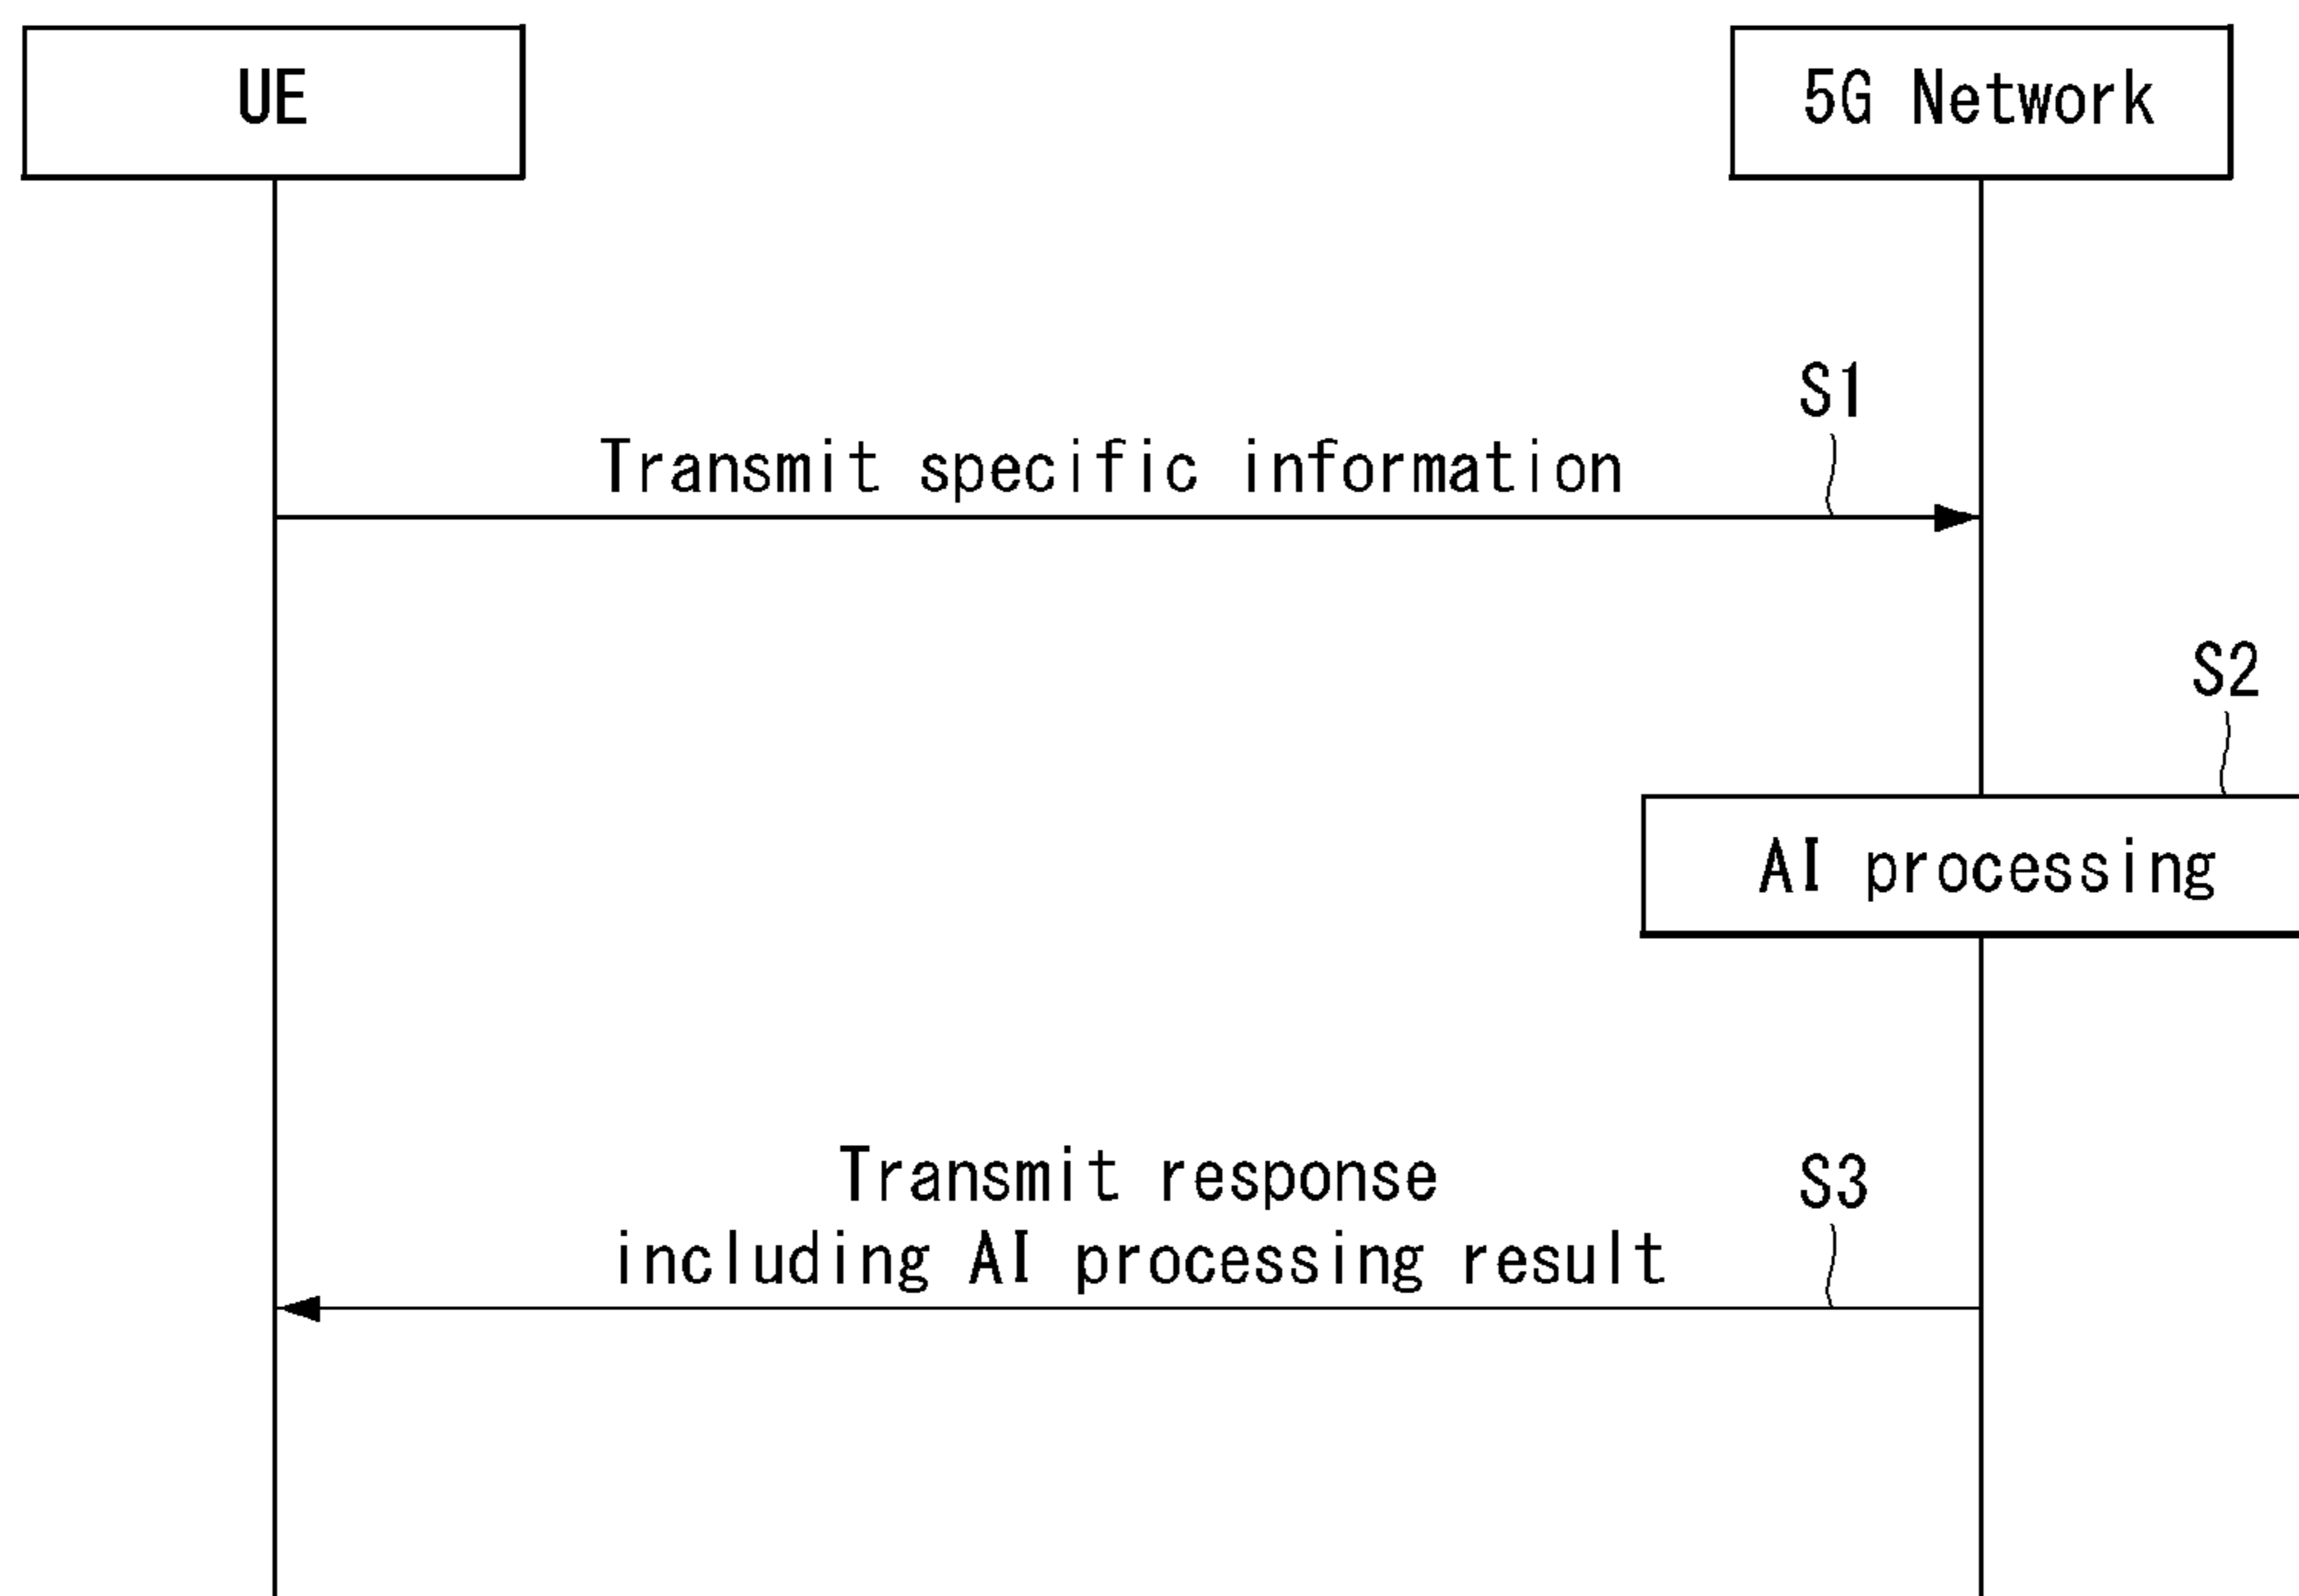 UE
5G Network
S1
Transmit specific information
S2
AI processing
Transmit response
S3
including AI processing result